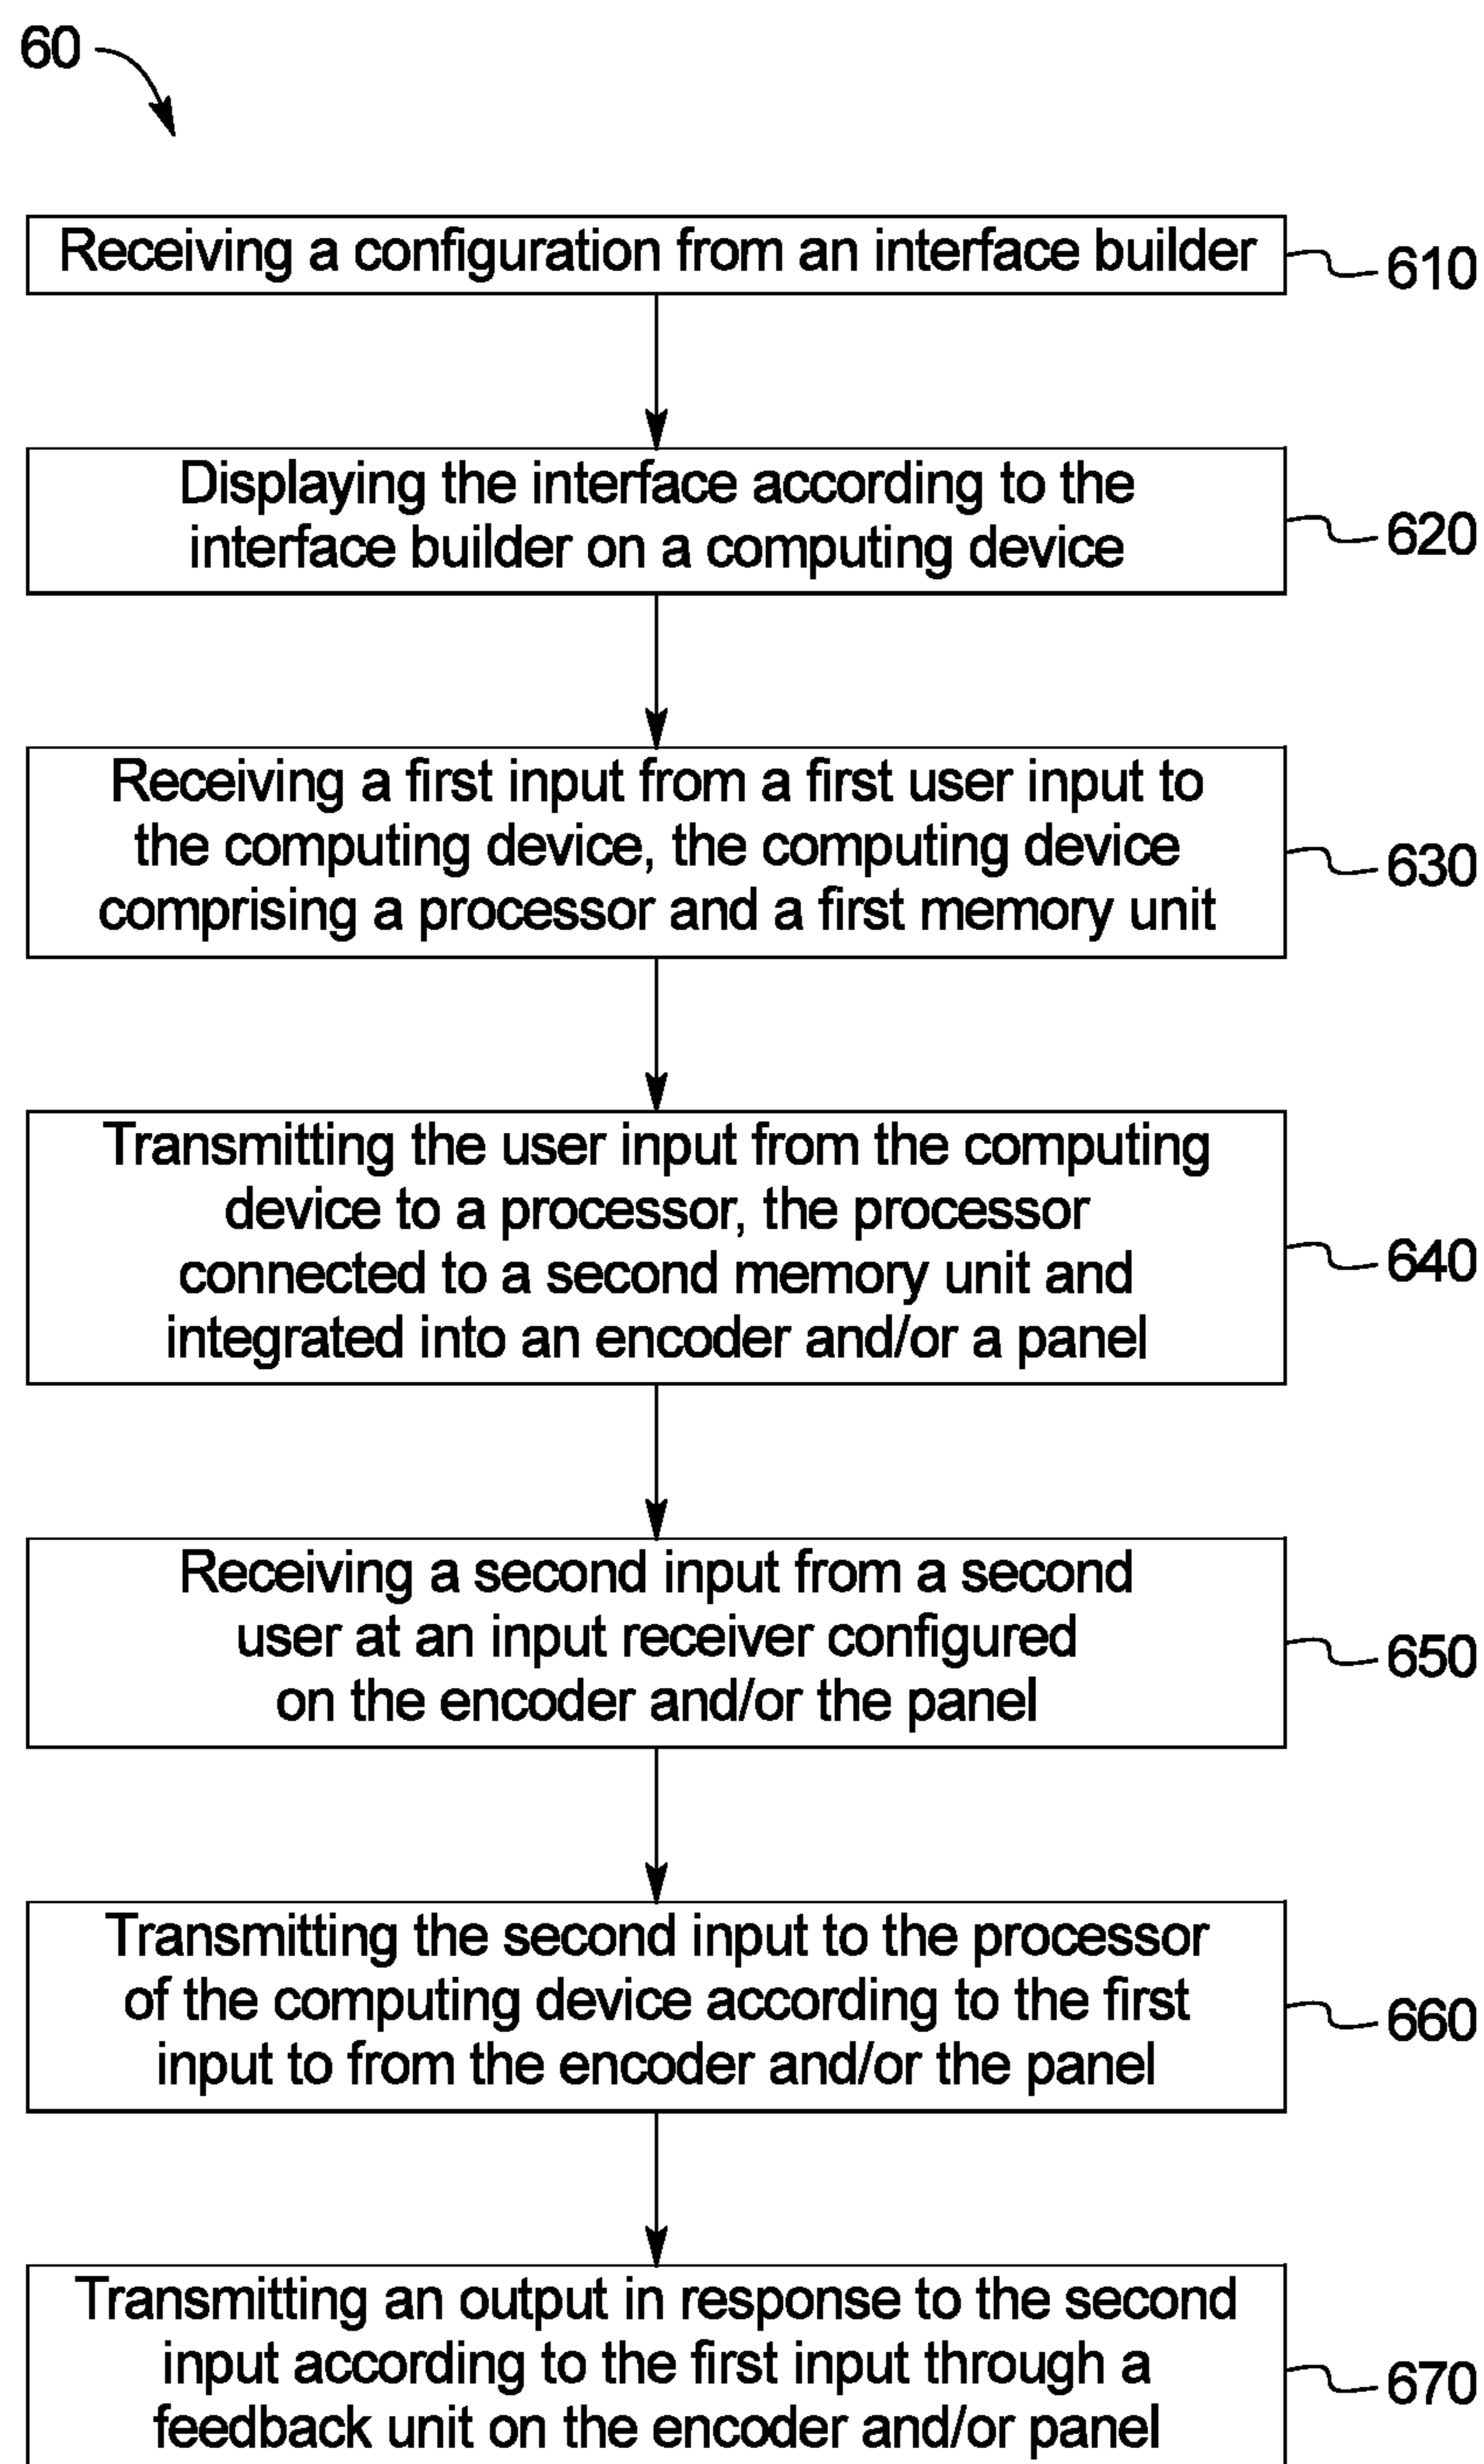 60
Receiving a configuration from an interface builder
610
Displaying the interface according to the
interface builder on a computing device
620
Receiving a first input from a first user input to
the computing device, the computing device
comprising a processor and a first memory unit
630
Transmitting the user input from the computing
device to a processor, the processor
connected to a second memory unit and
integrated into an encoder and/or a panel
640
Receiving a second input from a second
user at an input receiver configured
on the encoder and/or the panel
650
Transmitting the second input to the processor
of the computing device according to the first
input to from the encoder and/or the panel
660
Transmitting an output in response to the second
input according to the first input through a
feedback unit on the encoder and/or panel
670